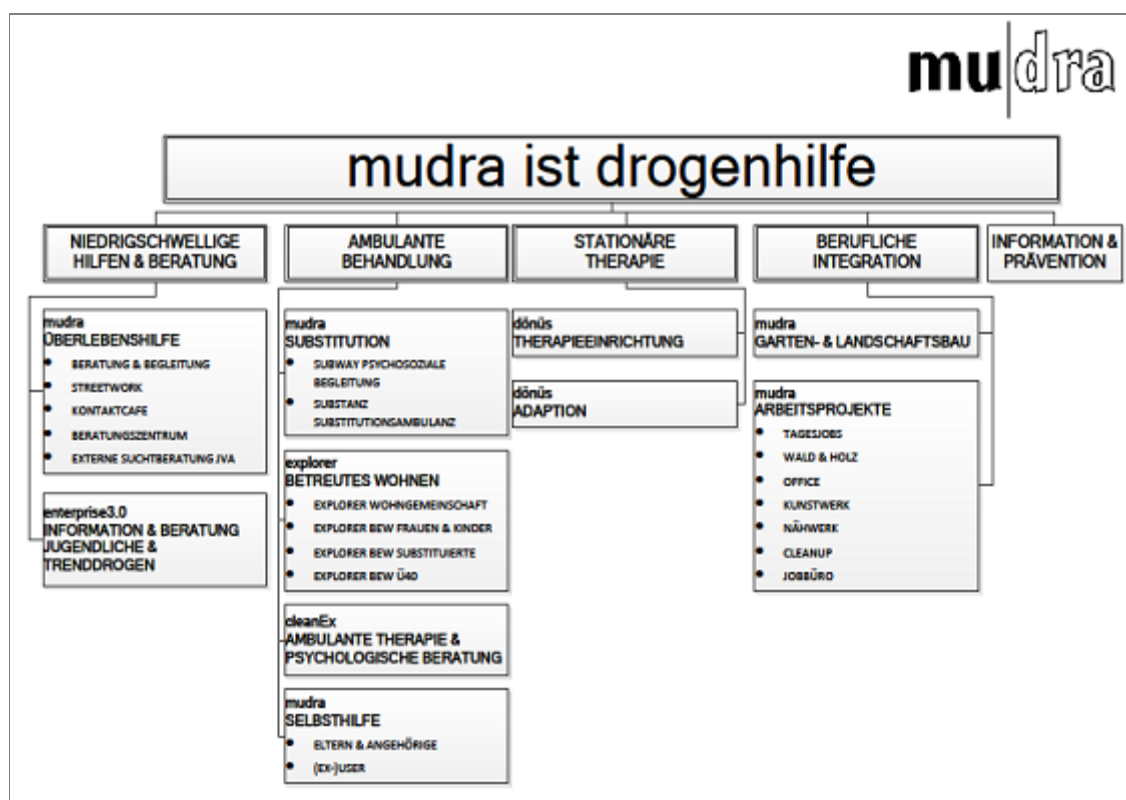 mudra
mudra ist drogenhilfe
NIEDRIGSCHWELLIGE
HILFEN & BERATUNG
mudra
ÜBERLEBENSHILFE
• BERATUNG & BEGLEITUNG
• STREETWORK
• KONTAKTCAFE
• BERATUNGSZENTRUM
• EXTERNE SUCHTBERATUNG JVA
enterprise3.0
INFORMATION & BERATUNG
JUGENDLICHE &
TRENDDROGEN
AMBULANTE
BEHANDLUNG
mudra
SUBSTITUTION
• SUBWAY PSYCHOSOZIALE
BEGLEITUNG
• SUBSTANZ
SUBSTITUTIONSAMBULANZ
explorer
BETREUTES WOHNEN
• EXPLORER WOHNGEMEINSCHAFT
• EXPLORER BEW FRAUEN & KINDER
• EXPLORER BEW SUBSTITUIERTE
• EXPLORER BEW Ü40
cleanEx
AMBULANTE THERAPIE &
PSYCHOLOGISCHE BERATUNG
mudra
SELBSTHILFE
• ELTERN & ANGEHÖRIGE
• (EX-)USER
STATIONÄRE
THERAPIE
dönüs
THERAPIEEINRICHTUNG
dönüs
ADAPTION
BERUFLICHE
INTEGRATION
mudra
GARTEN- & LANDSCHAFTSBAU
mudra
ARBEITSPROJEKTE
• TAGESJOBS
• WALD & HOLZ
• OFFICE
• KUNSTWERK
• NÄHWERK
• CLEANUP
• JOBBÜRO
INFORMATION &
PRÄVENTION